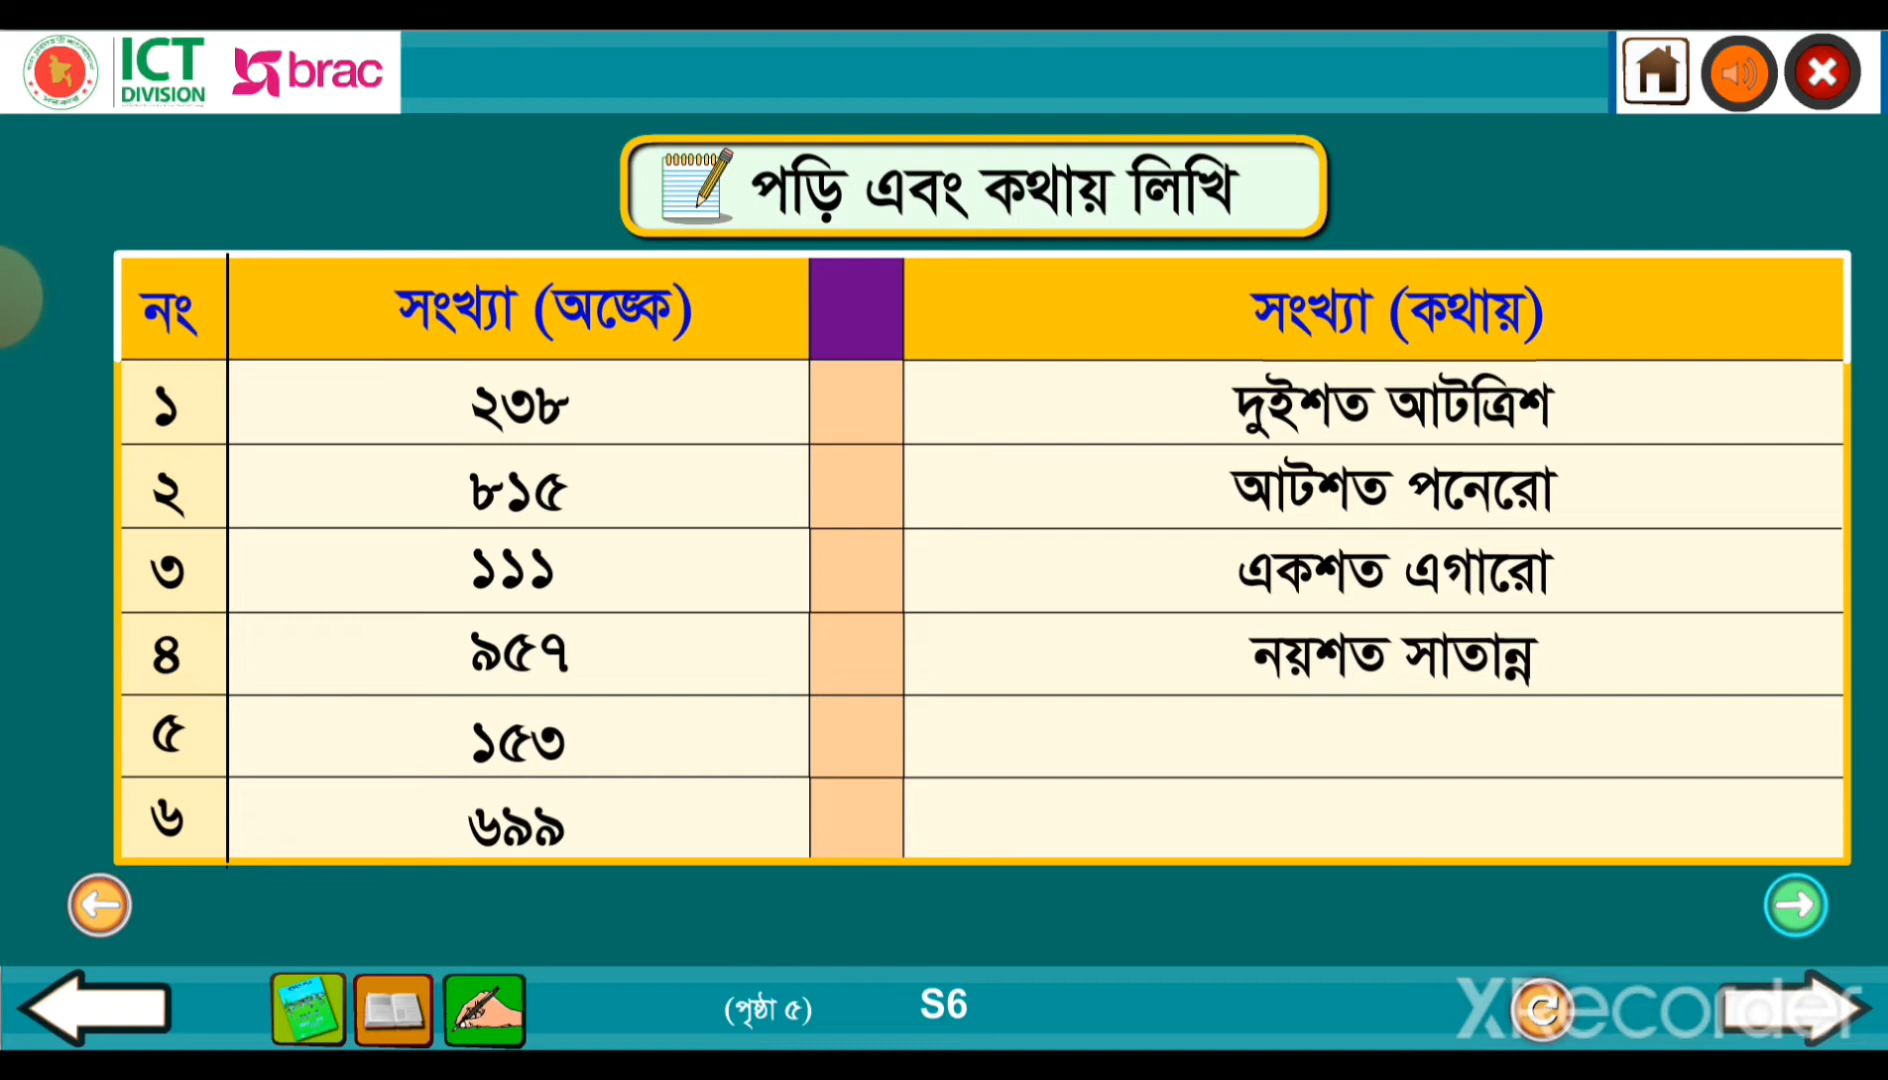 ICT
DIVISION
brac
পড়ি এবং কথায় লিখি
নং সংখ্যা (অঙ্কে) সংখ্যা (কথায়)
১ ২৩৮ দুইশত আটত্রিশ
২ ৮১৫ আটশত পনেরো
৩ ১১১ একশত এগারো
৪ ৯৫৭ নয়শত সাতান্ন
৫ ১৫৩
৬ ৬৯৯
(পৃষ্ঠা ৫) S6
XRecorder